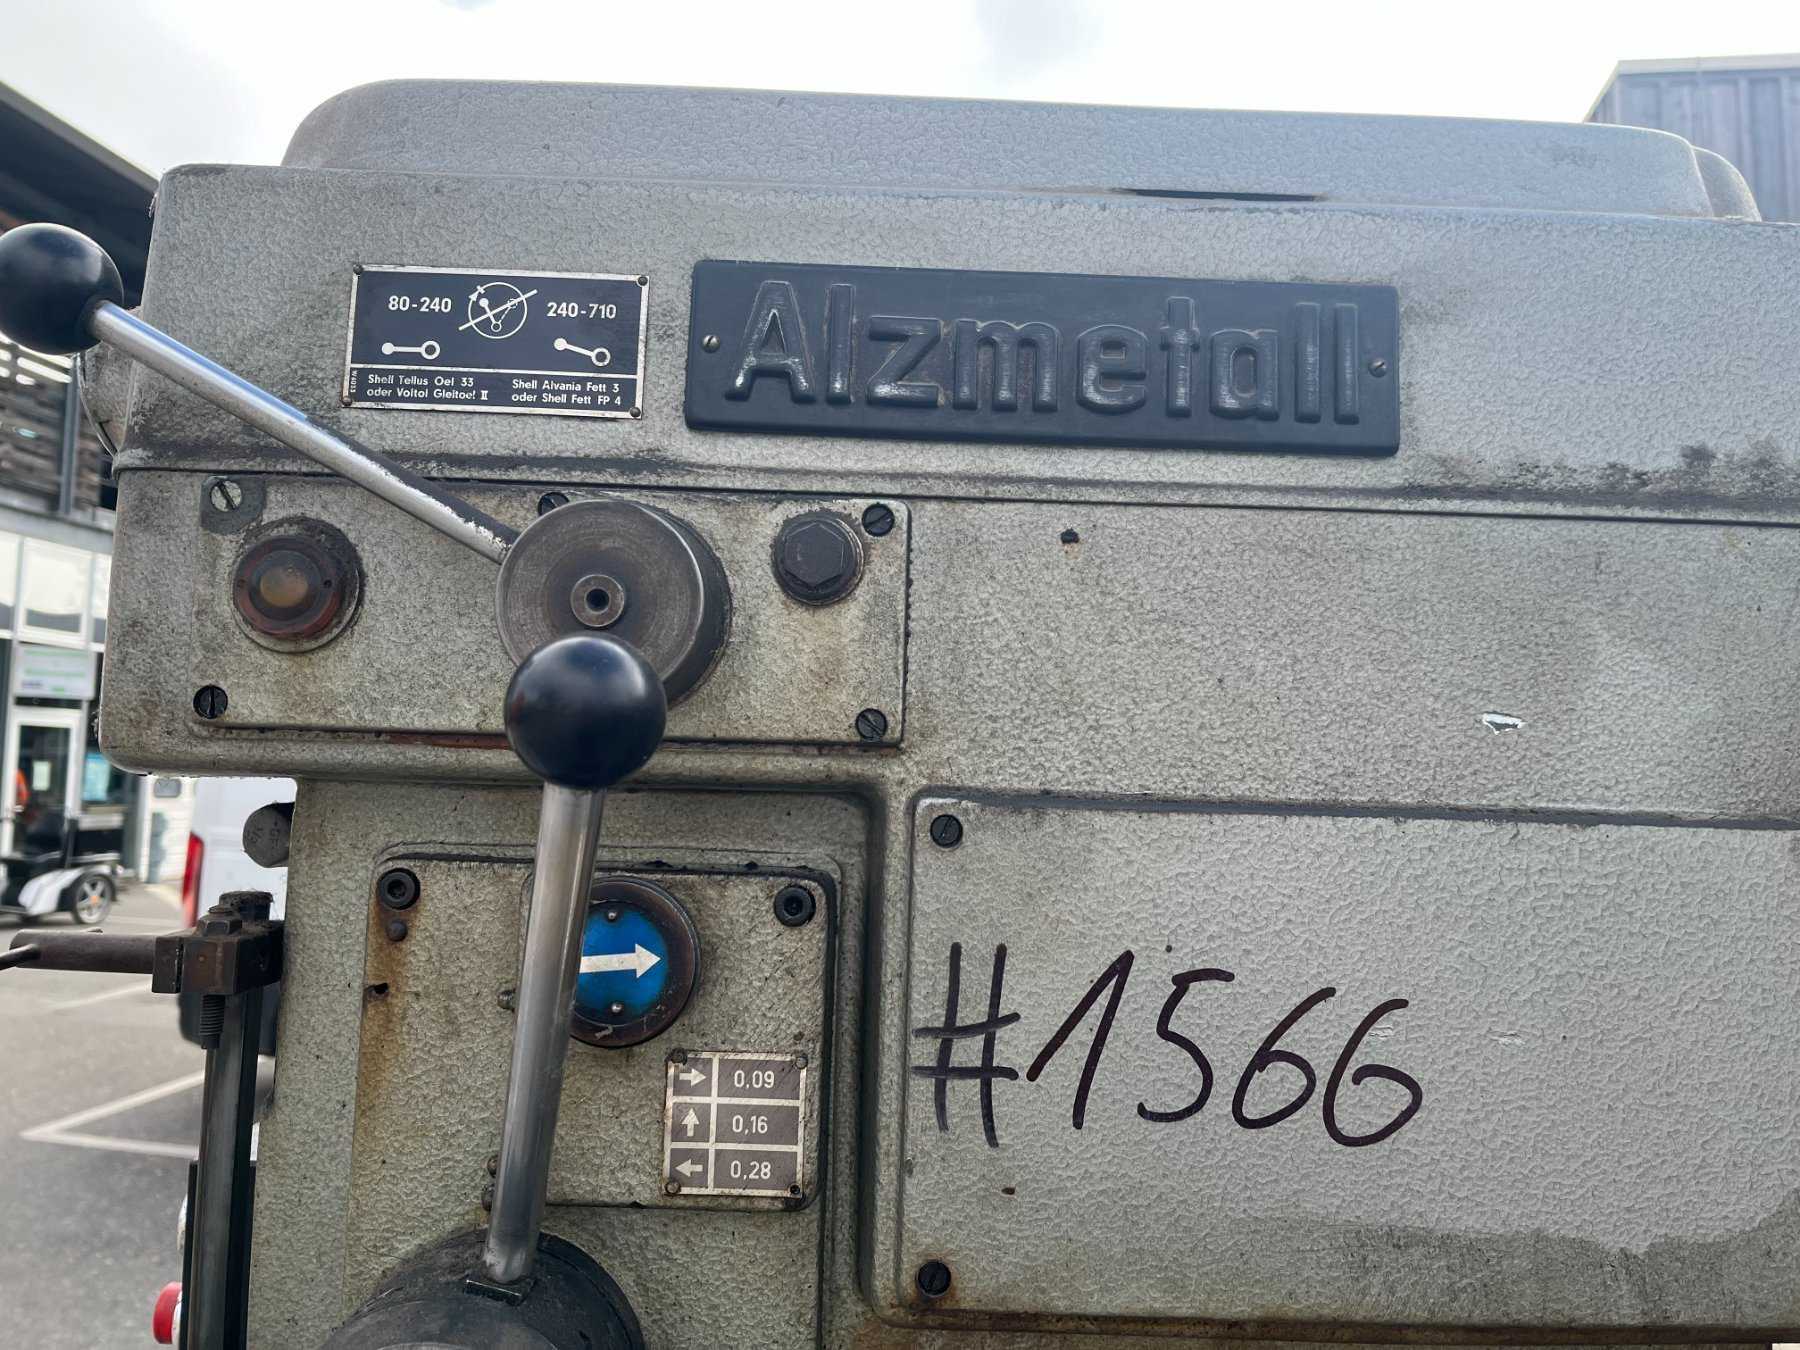 80-240 240-710
Shell Tellus Oel 33
oder Voltol Gleitoel II
Shell Alvania Fett 3
oder Shell Fett FP 4
Alzmetall
0,09
0,16
0,28
#1566